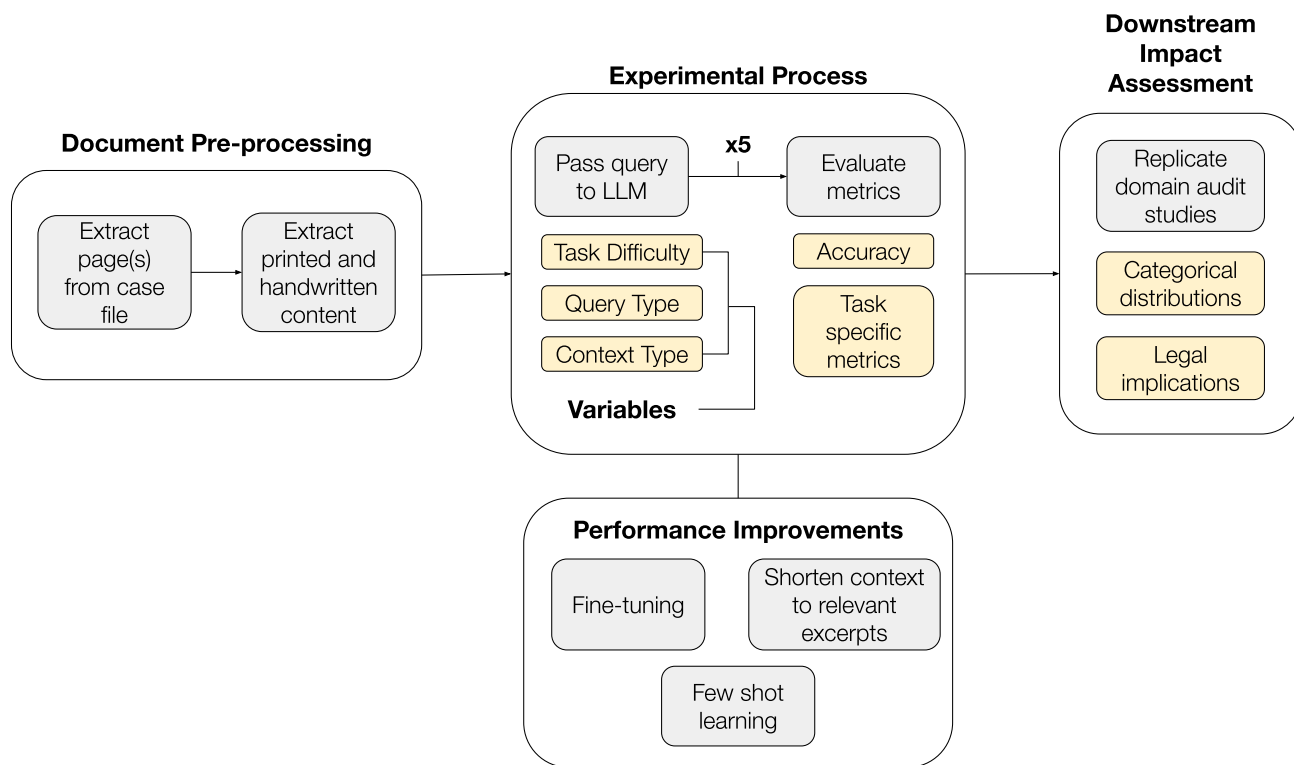 Document Pre-processing
Extract
page(s)
from case
file
Extract
printed and
handwritten
content
Experimental Process
Pass query
to LLM
x5
Evaluate
metrics
Task Difficulty
Query Type
Context Type
Variables
Accuracy
Task
specific
metrics
Performance Improvements
Fine-tuning
Shorten context
to relevant
excerpts
Few shot
learning
Downstream
Impact
Assessment
Replicate
domain audit
studies
Categorical
distributions
Legal
implications